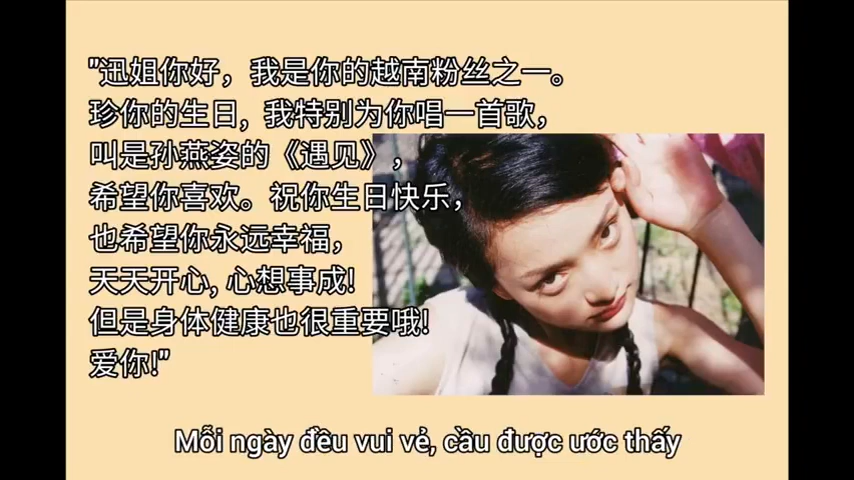 "迅姐你好，我是你的越南粉丝之一。
珍你的生日, 我特别为你唱一首歌，
叫是孙燕姿的《遇见》，
希望你喜欢。祝你生日快乐，
也希望你永远幸福，
天天开心, 心想事成!
但是身体健康也很重要哦!
爱你!"
Mỗi ngày đều vui vẻ, cầu được ước thấy